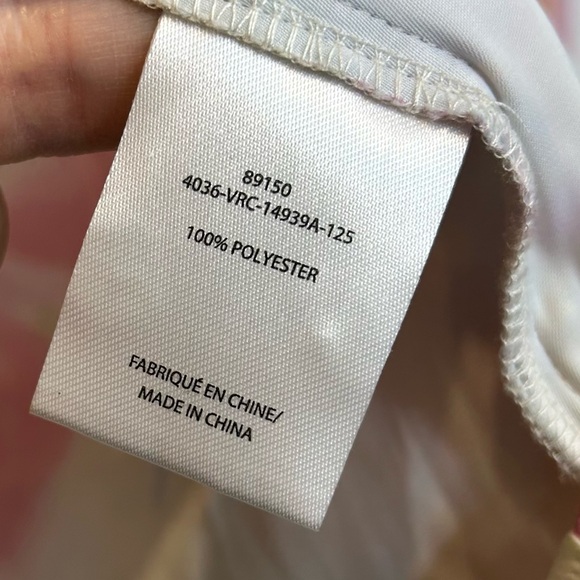 89150
4036-VRC-14939A-125
100% POLYESTER
FABRIQUÉ EN CHINE/
MADE IN CHINA